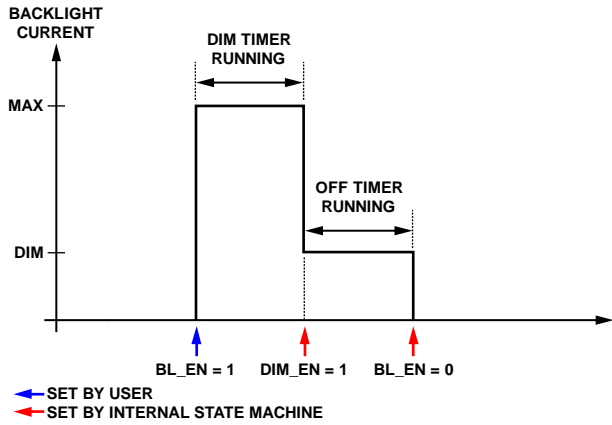 BACKLIGHT
CURRENT
DIM TIMER
RUNNING
MAX
OFF TIMER
RUNNING
DIM
BL_EN = 1
DIM_EN = 1
BL_EN = 0
SET BY USER
SET BY INTERNAL STATE MACHINE